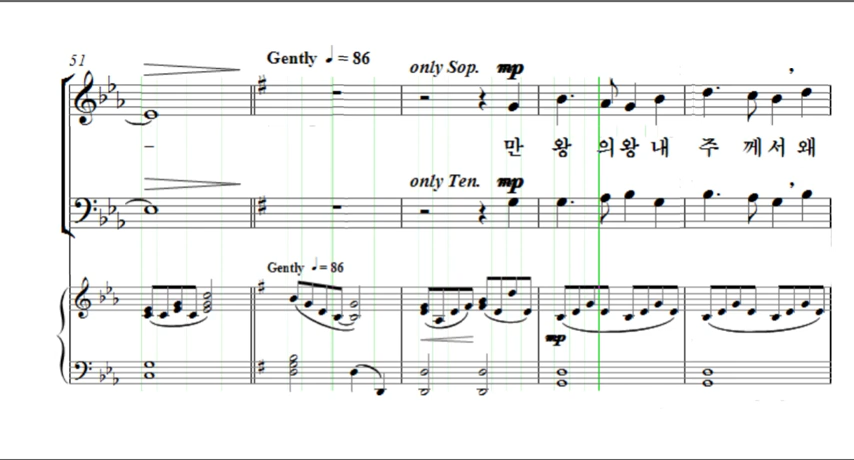 51
Gently ♩= 86
only Sop. mp
– 만 왕 의왕 내 주 께서 왜
only Ten. mp
Gently ♩= 86
mp